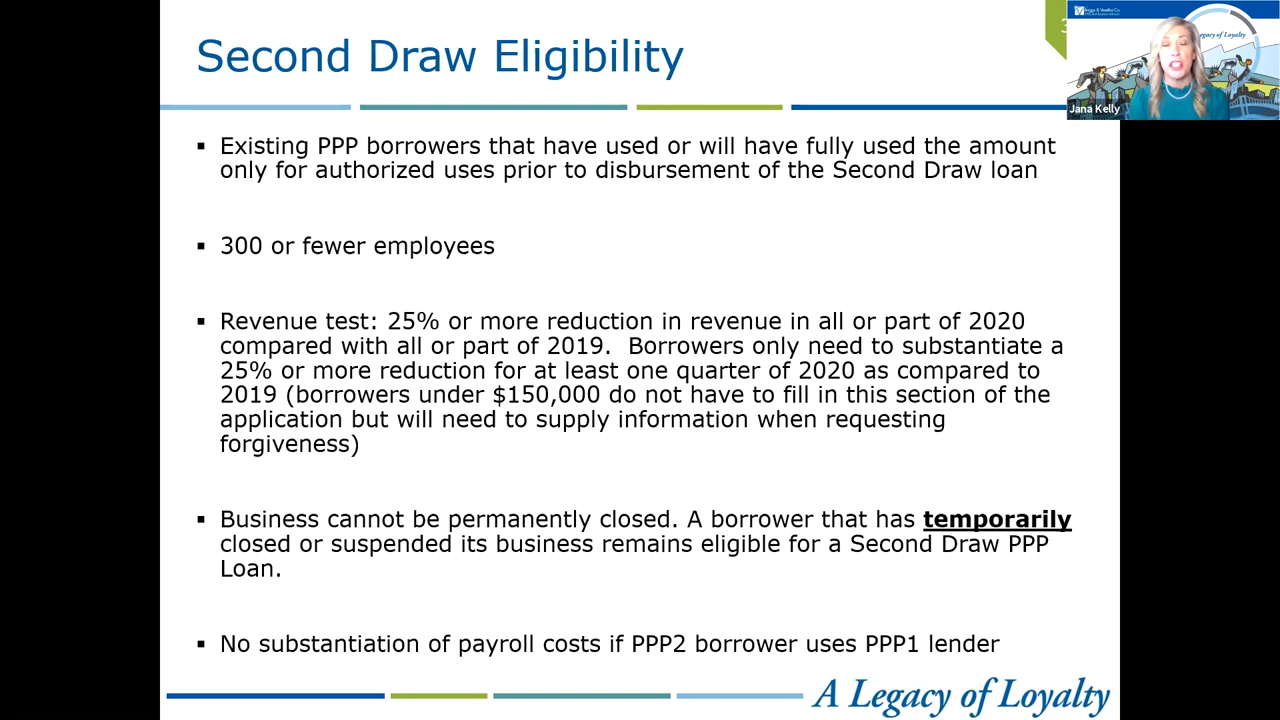 Second Draw Eligibility
Briggs & Veselka Co.
Legacy of Loyalty
Jana Kelly
▪ Existing PPP borrowers that have used or will have fully used the amount
only for authorized uses prior to disbursement of the Second Draw loan
▪ 300 or fewer employees
▪ Revenue test: 25% or more reduction in revenue in all or part of 2020
compared with all or part of 2019. Borrowers only need to substantiate a
25% or more reduction for at least one quarter of 2020 as compared to
2019 (borrowers under $150,000 do not have to fill in this section of the
application but will need to supply information when requesting
forgiveness)
▪ Business cannot be permanently closed. A borrower that has temporarily
closed or suspended its business remains eligible for a Second Draw PPP
Loan.
▪ No substantiation of payroll costs if PPP2 borrower uses PPP1 lender
A Legacy of Loyalty